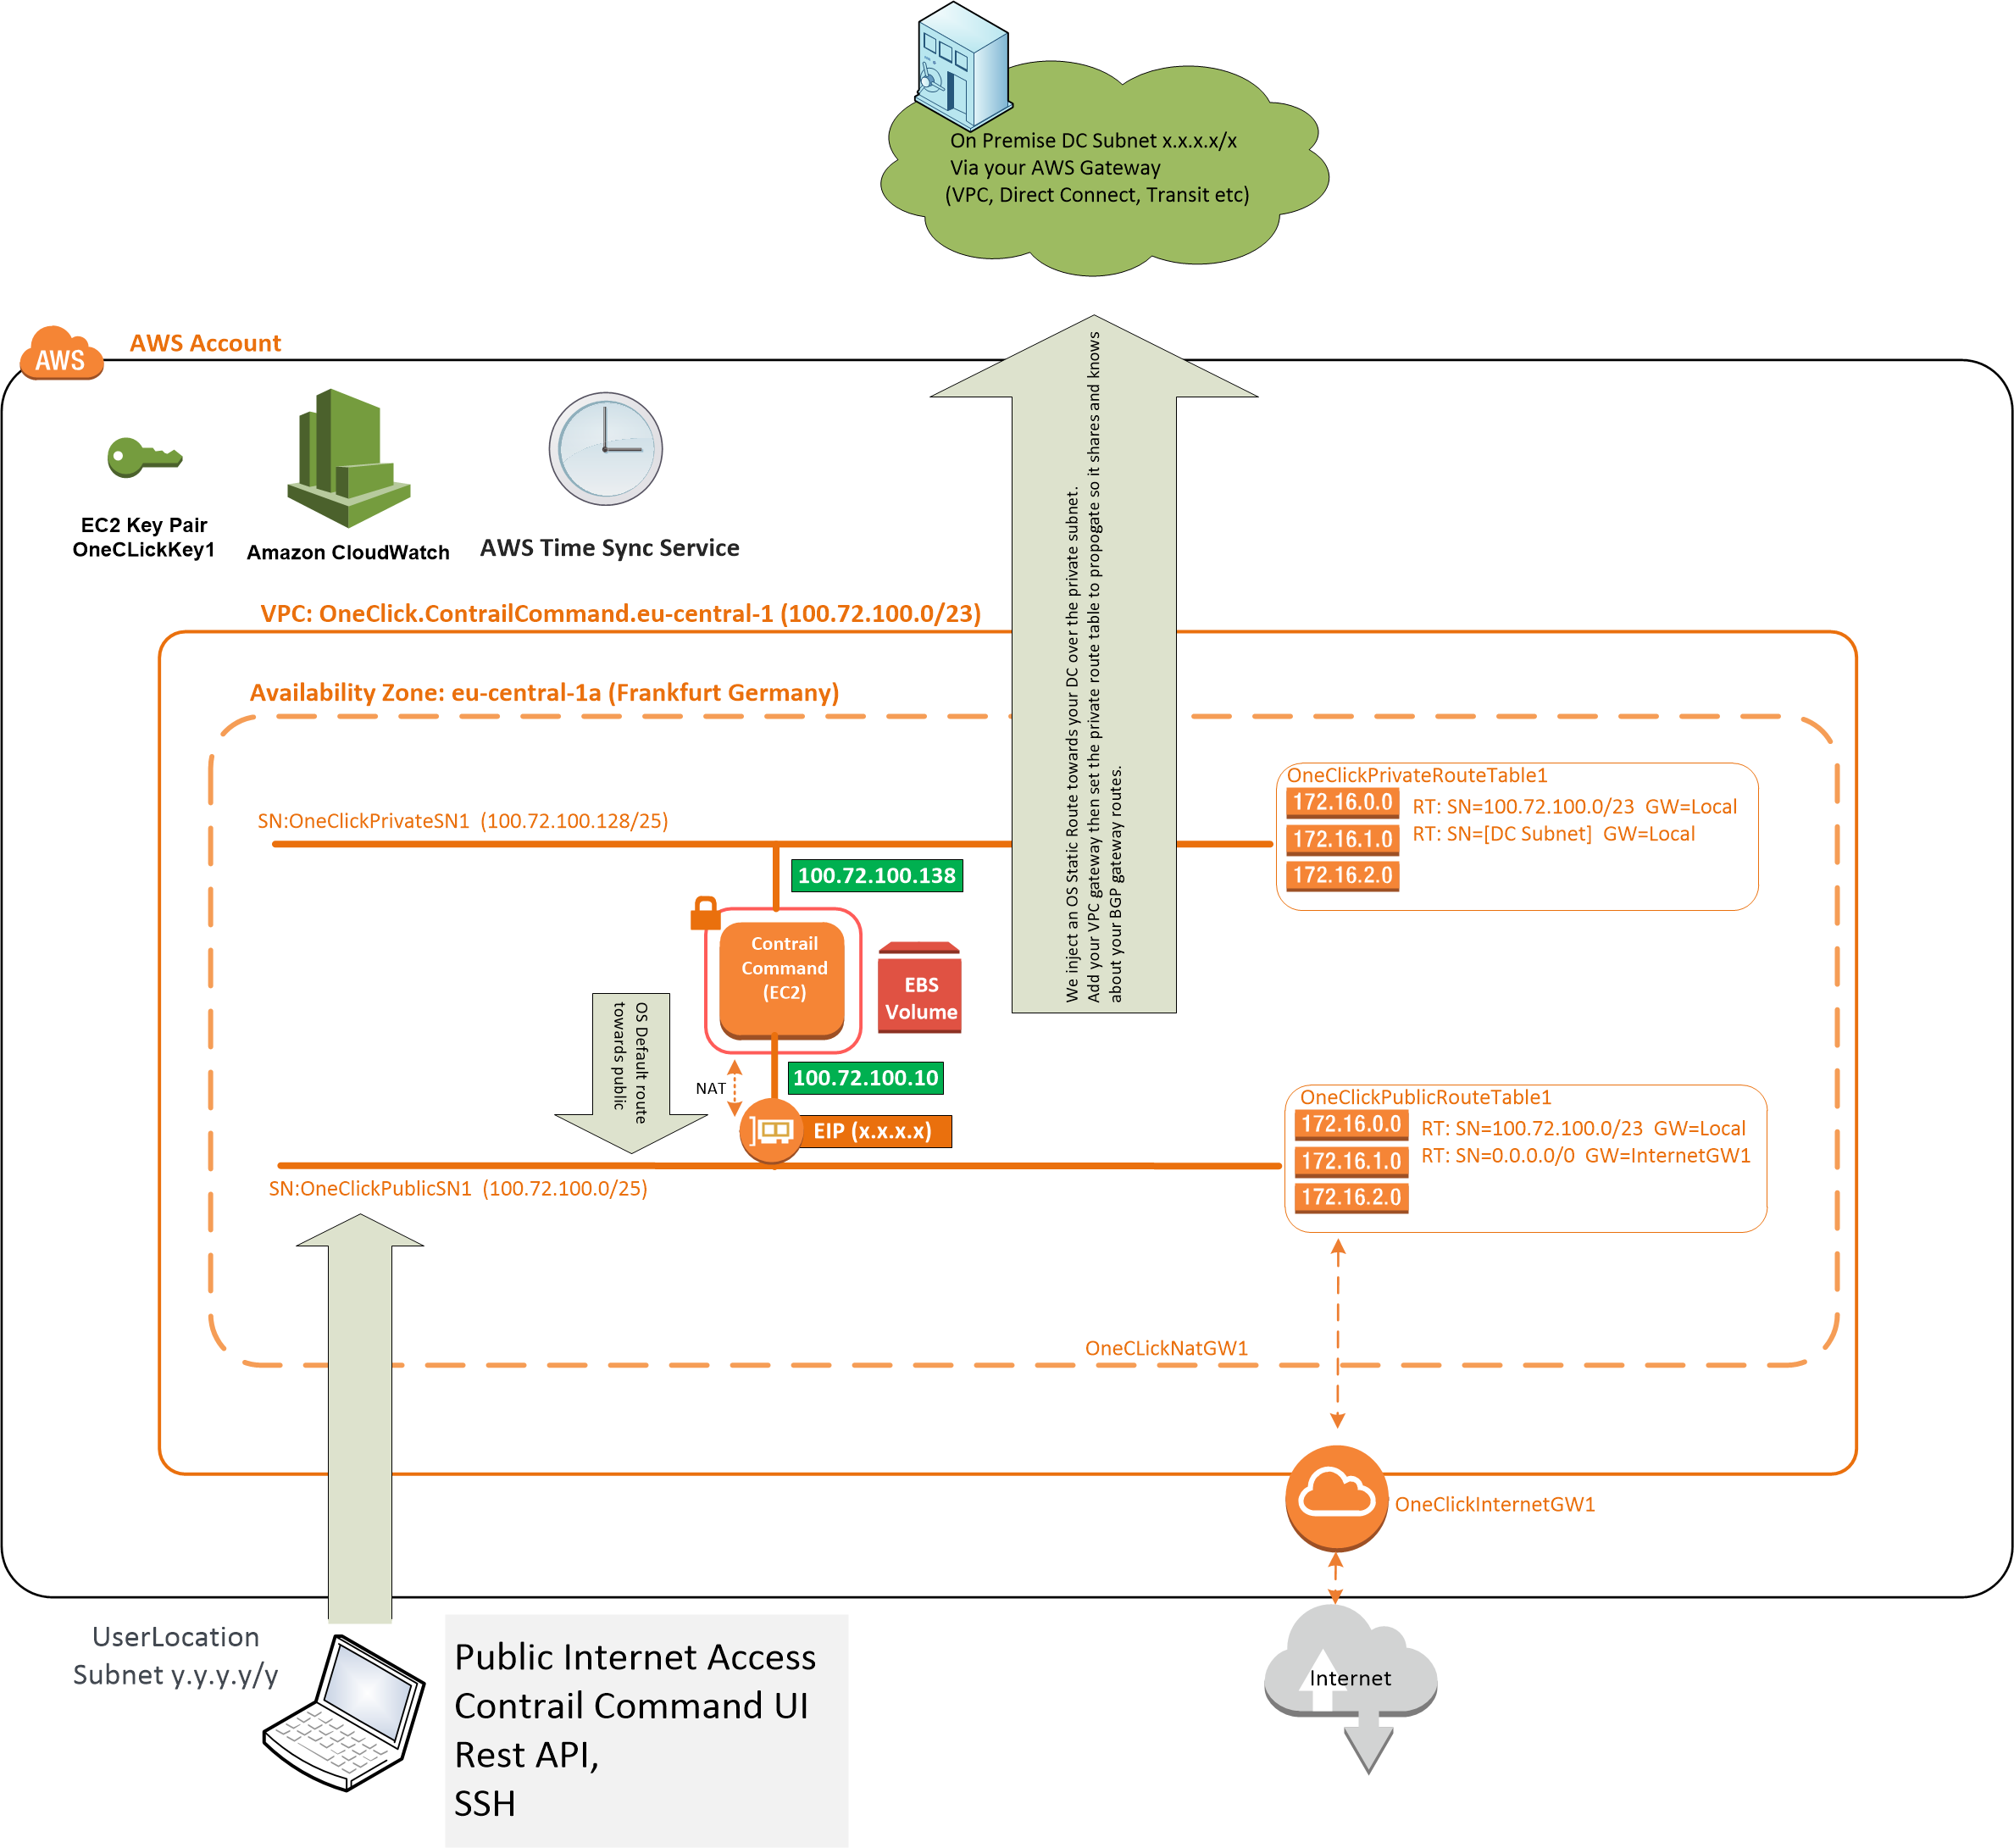 On Premise DC Subnet x.x.x.x/x
Via your AWS Gateway
(VPC, Direct Connect, Transit etc)
AWS
AWS Account
EC2 Key Pair
OneCLickKey1
Amazon CloudWatch
AWS Time Sync Service
We inject an OS Static Route towards your DC over the private subnet.
Add your VPC gateway then set the private route table to propogate so it shares and knows
about your BGP gateway routes.
VPC: OneClick.ContrailCommand.eu-central-1 (100.72.100.0/23)
Availability Zone: eu-central-1a (Frankfurt Germany)
SN:OneClickPrivateSN1 (100.72.100.128/25)
OneClickPrivateRouteTable1
172.16.0.0
172.16.1.0
172.16.2.0
RT: SN=100.72.100.0/23 GW=Local
RT: SN=[DC Subnet] GW=Local
100.72.100.138
Contrail
Command
(EC2)
EBS
Volume
OS Default route
towards public
NAT
100.72.100.10
EIP (x.x.x.x)
SN:OneClickPublicSN1 (100.72.100.0/25)
OneClickPublicRouteTable1
172.16.0.0
172.16.1.0
172.16.2.0
RT: SN=100.72.100.0/23 GW=Local
RT: SN=0.0.0.0/0 GW=InternetGW1
OneCLickNatGW1
OneClickInternetGW1
UserLocation
Subnet y.y.y.y/y
Public Internet Access
Contrail Command UI
Rest API,
SSH
Internet